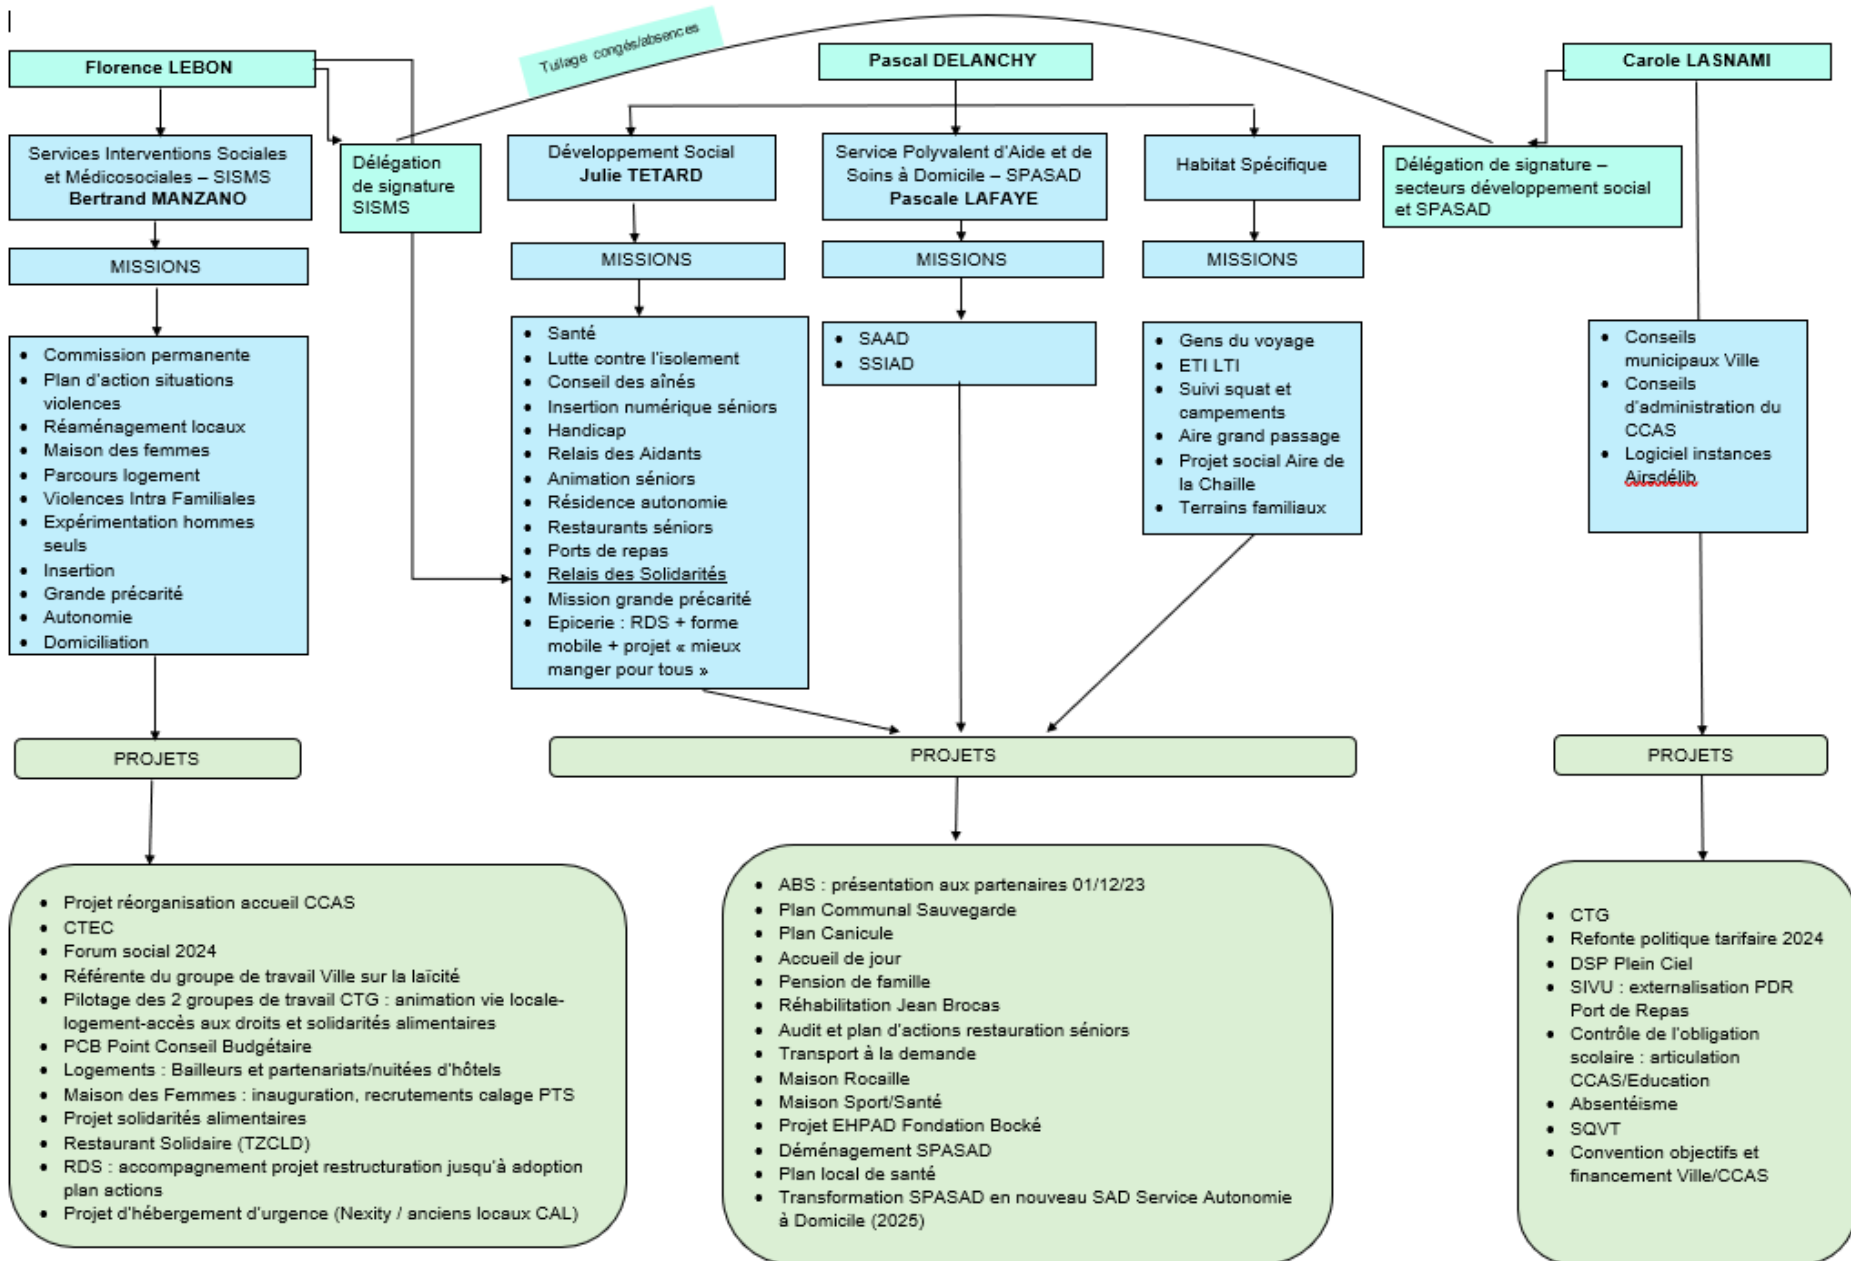 Florence LEBON
Tuilage congés/absences
Pascal DELANCHY
Carole LASNAMI
Services Interventions Sociales
et Médicosociales – SISMS
Bertrand MANZANO
Délégation
de signature
SISMS
Développement Social
Julie TETARD
Service Polyvalent d'Aide et de
Soins à Domicile – SPASAD
Pascale LAFAYE
Habitat Spécifique
Délégation de signature –
secteurs développement social
et SPASAD
MISSIONS
MISSIONS
MISSIONS
MISSIONS
• Commission permanente
• Plan d'action situations
violences
• Réaménagement locaux
• Maison des femmes
• Parcours logement
• Violences Intra Familiales
• Expérimentation hommes
seuls
• Insertion
• Grande précarité
• Autonomie
• Domiciliation
• Santé
• Lutte contre l'isolement
• Conseil des aînés
• Insertion numérique séniors
• Handicap
• Relais des Aidants
• Animation séniors
• Résidence autonomie
• Restaurants séniors
• Ports de repas
• Relais des Solidarités
• Mission grande précarité
• Epicerie : RDS + forme
mobile + projet « mieux
manger pour tous »
• SAAD
• SSIAD
• Gens du voyage
• ETI LTI
• Suivi squat et
campements
• Aire grand passage
• Projet social Aire de
la Chaille
• Terrains familiaux
• Conseils
municipaux Ville
• Conseils
d'administration du
CCAS
• Logiciel instances
Airsdélib
PROJETS
PROJETS
PROJETS
• Projet réorganisation accueil CCAS
• CTEC
• Forum social 2024
• Référente du groupe de travail Ville sur la laïcité
• Pilotage des 2 groupes de travail CTG : animation vie locale-
logement-accès aux droits et solidarités alimentaires
• PCB Point Conseil Budgétaire
• Logements : Bailleurs et partenariats/nuitées d'hôtels
• Maison des Femmes : inauguration, recrutements calage PTS
• Projet solidarités alimentaires
• Restaurant Solidaire (TZCLD)
• RDS : accompagnement projet restructuration jusqu'à adoption
plan actions
• Projet d'hébergement d'urgence (Nexity / anciens locaux CAL)
• ABS : présentation aux partenaires 01/12/23
• Plan Communal Sauvegarde
• Plan Canicule
• Accueil de jour
• Pension de famille
• Réhabilitation Jean Brocas
• Audit et plan d'actions restauration séniors
• Transport à la demande
• Maison Rocaille
• Maison Sport/Santé
• Projet EHPAD Fondation Bocké
• Déménagement SPASAD
• Plan local de santé
• Transformation SPASAD en nouveau SAD Service Autonomie
à Domicile (2025)
• CTG
• Refonte politique tarifaire 2024
• DSP Plein Ciel
• SIVU : externalisation PDR
Port de Repas
• Contrôle de l'obligation
scolaire : articulation
CCAS/Education
• Absentéisme
• SQVT
• Convention objectifs et
financement Ville/CCAS